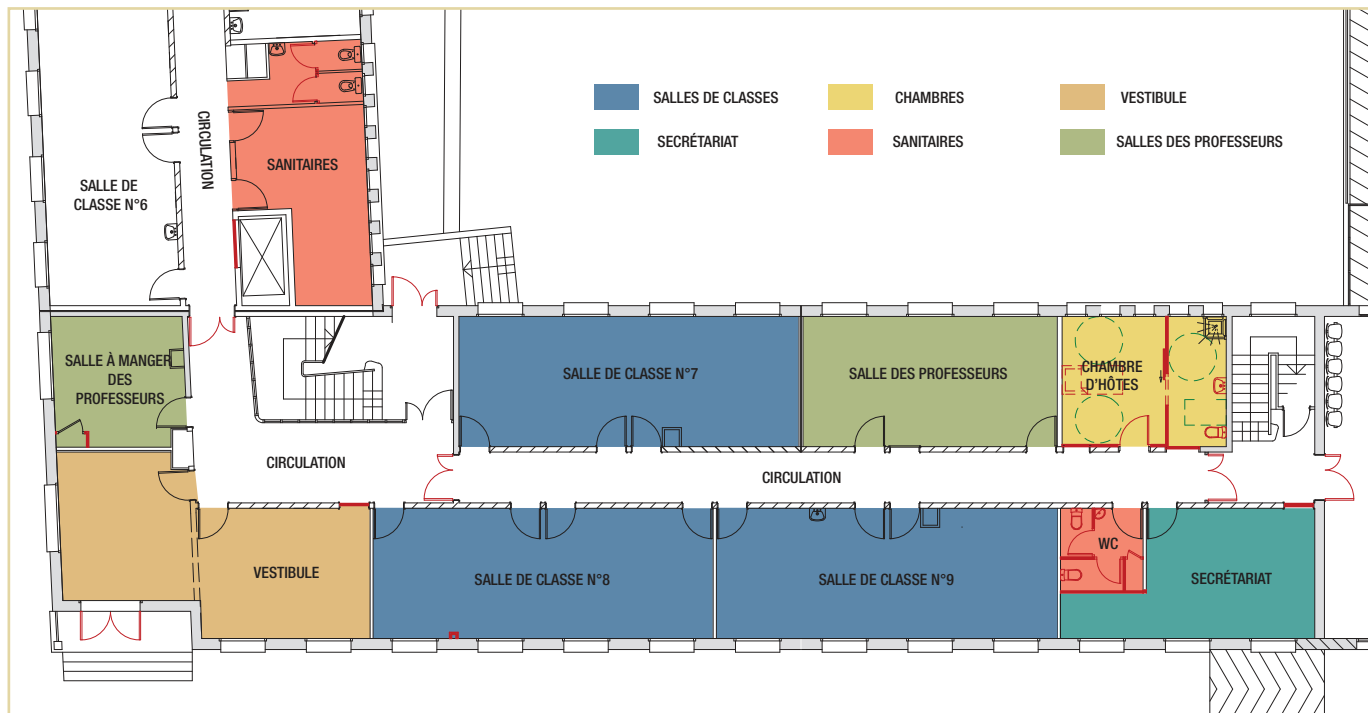 SALLES DE CLASSES
CHAMBRES
VESTIBULE
SECRÉTARIAT
SANITAIRES
SALLES DES PROFESSEURS
CIRCULATION
SANITAIRES
SALLE DE
CLASSE N°6
SALLE À MANGER
DES
PROFESSEURS
SALLE DE CLASSE N°7
SALLE DES PROFESSEURS
CHAMBRE
D'HÔTES
CIRCULATION
CIRCULATION
VESTIBULE
SALLE DE CLASSE N°8
SALLE DE CLASSE N°9
WC
SECRÉTARIAT